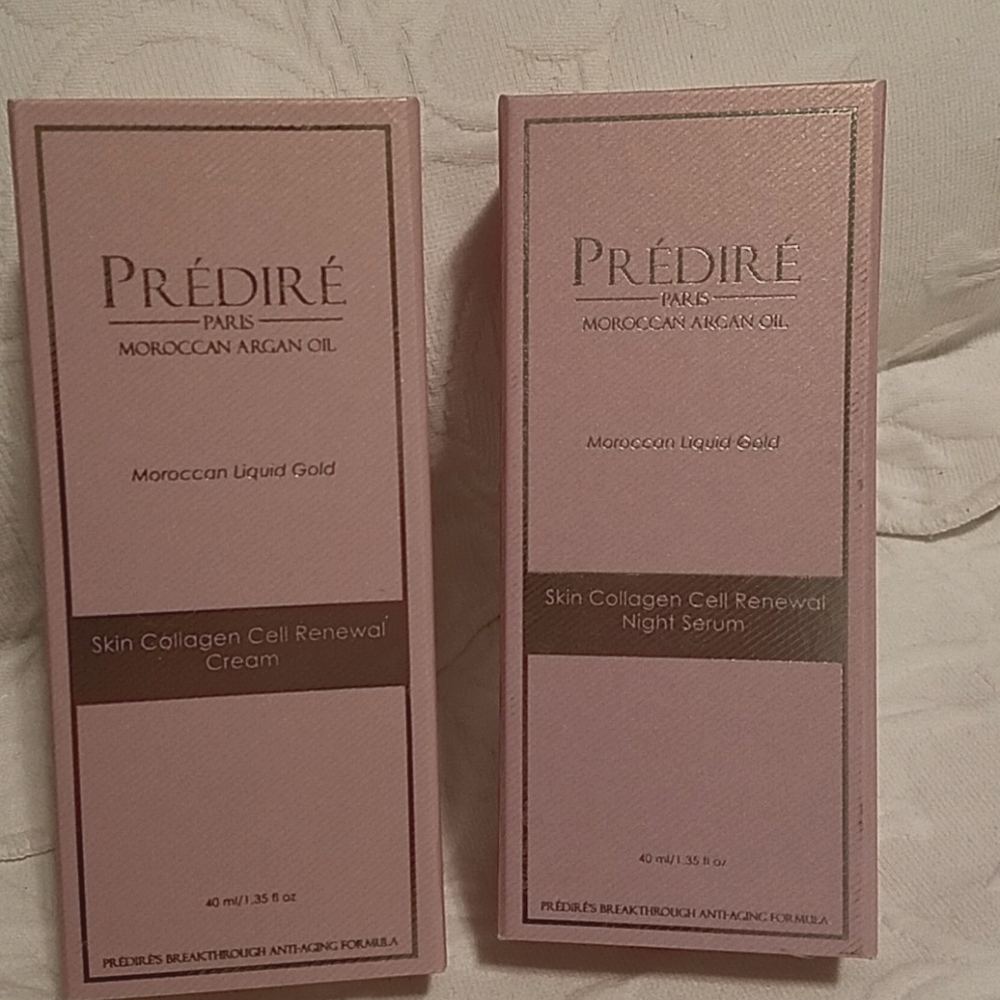 PRÉDIRÉ
PARIS
MOROCCAN ARGAN OIL
Moroccan Liquid Gold
Skin Collagen Cell Renewal
Cream
40 ml/1.35 fl oz
PRÉDIRÉ'S BREAKTHROUGH ANTI-AGING FORMULA
PRÉDIRÉ
PARIS
MOROCCAN ARGAN OIL
Moroccan Liquid Gold
Skin Collagen Cell Renewal
Night Serum
40 ml/1.35 fl oz
PRÉDIRÉ'S BREAKTHROUGH ANTI-AGING FORMULA